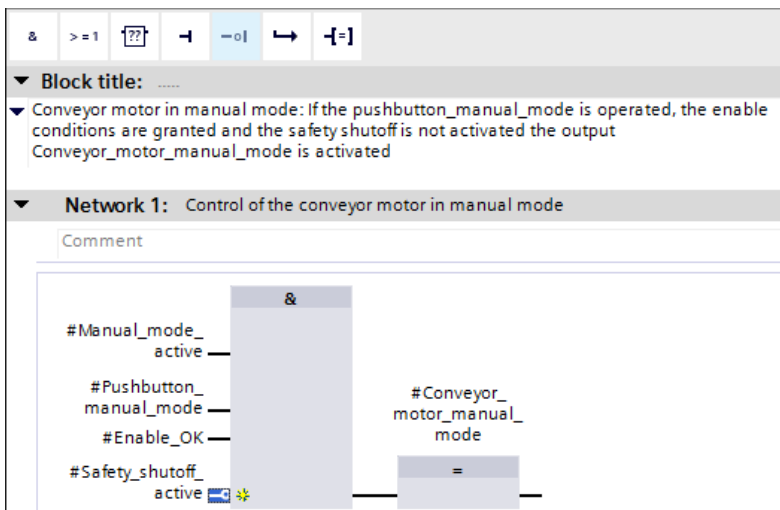 & >=1 ?? 
Block title: .....
Conveyor motor in manual mode: If the pushbutton_manual_mode is operated, the enable
conditions are granted and the safety shutoff is not activated the output
Conveyor_motor_manual_mode is activated
Network 1: Control of the conveyor motor in manual mode
Comment
&
#Manual_mode_
active
#Pushbutton_
manual_mode
#Enable_OK
#Safety_shutoff_
active
#Conveyor_
motor_manual_
mode
=